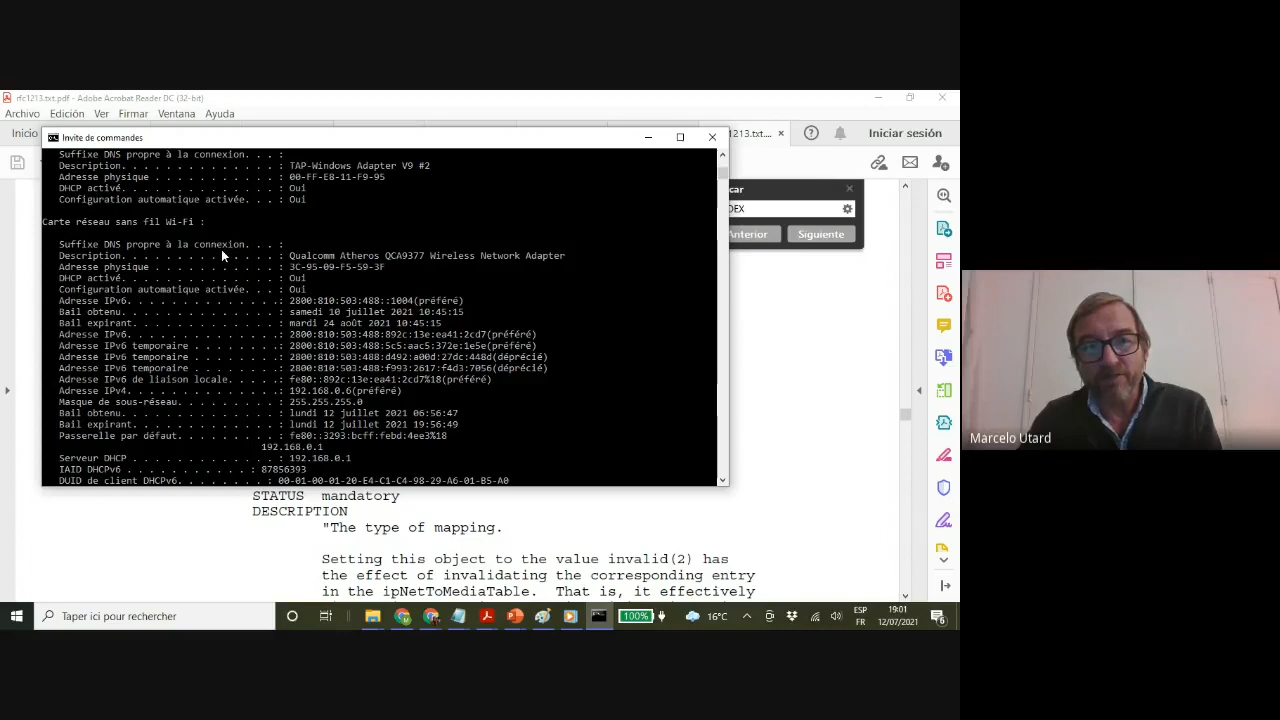 rfc1213.txt.pdf - Adobe Acrobat Reader DC (32-bit)
Archivo Edición Ver Firmar Ventana Ayuda
Inicio
1213.txt....
Iniciar sesión
Invite de commandes
Suffixe DNS propre à la connexion. . . :
Description. . . . . . . . . . . . . . : TAP-Windows Adapter V9 #2
Adresse physique . . . . . . . . . . . : 00-FF-E8-11-F9-95
DHCP activé. . . . . . . . . . . . . . : Oui
Configuration automatique activée. . . : Oui
Carte réseau sans fil Wi-Fi :
Suffixe DNS propre à la connexion. . . :
Description. . . . . . . . . . . . . . : Qualcomm Atheros QCA9377 Wireless Network Adapter
Adresse physique . . . . . . . . . . . : 3C-95-09-F5-59-3F
DHCP activé. . . . . . . . . . . . . . : Oui
Configuration automatique activée. . . : Oui
Adresse IPv6. . . . . . . . . . . . . .: 2800:810:503:488::1004(préféré)
Bail obtenu. . . . . . . . . . . . . . : samedi 10 juillet 2021 10:45:15
Bail expirant. . . . . . . . . . . . . : mardi 24 août 2021 10:45:15
Adresse IPv6. . . . . . . . . . . . . .: 2800:810:503:488:892c:13e:ea41:2cd7(préféré)
Adresse IPv6 temporaire . . . . . . . .: 2800:810:503:488:5c5:aac5:372e:1e5e(préféré)
Adresse IPv6 temporaire . . . . . . . .: 2800:810:503:488:d492:a00d:27dc:448d(déprécié)
Adresse IPv6 temporaire . . . . . . . .: 2800:810:503:488:f993:2617:f4d3:7056(déprécié)
Adresse IPv6 de liaison locale. . . . .: fe80::892c:13e:ea41:2cd7%18(préféré)
Adresse IPv4. . . . . . . . . . . . . .: 192.168.0.6(préféré)
Masque de sous-réseau. . . . . . . . . : 255.255.255.0
Bail obtenu. . . . . . . . . . . . . . : lundi 12 juillet 2021 06:56:47
Bail expirant. . . . . . . . . . . . . : lundi 12 juillet 2021 19:56:49
Passerelle par défaut. . . . . . . . . : fe80::3293:bcff:febd:4ee3%18
192.168.0.1
Serveur DHCP . . . . . . . . . . . . . : 192.168.0.1
IAID DHCPv6 . . . . . . . . . . . : 87856393
DUID de client DHCPv6. . . . . . . . : 00-01-00-01-20-E4-C1-C4-98-29-A6-01-B5-A0
car
DEX
Anterior Siguiente
STATUS mandatory
DESCRIPTION
"The type of mapping.
Setting this object to the value invalid(2) has
the effect of invalidating the corresponding entry
in the ipNetToMediaTable. That is, it effectively
Marcelo Utard
Taper ici pour rechercher
100%
16°C
ESP
FR
19:01
12/07/2021
6